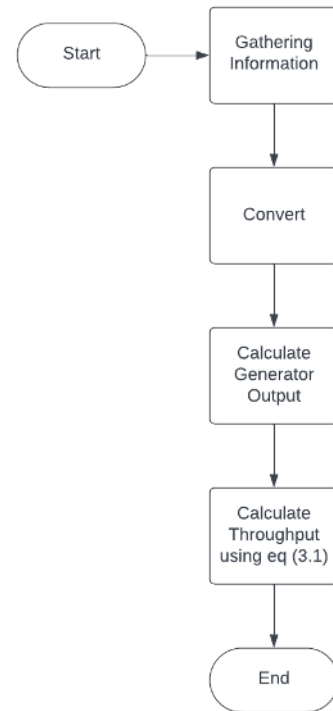 Start
Gathering
Information
Convert
Calculate
Generator
Output
Calculate
Throughput
using eq (3.1)
End